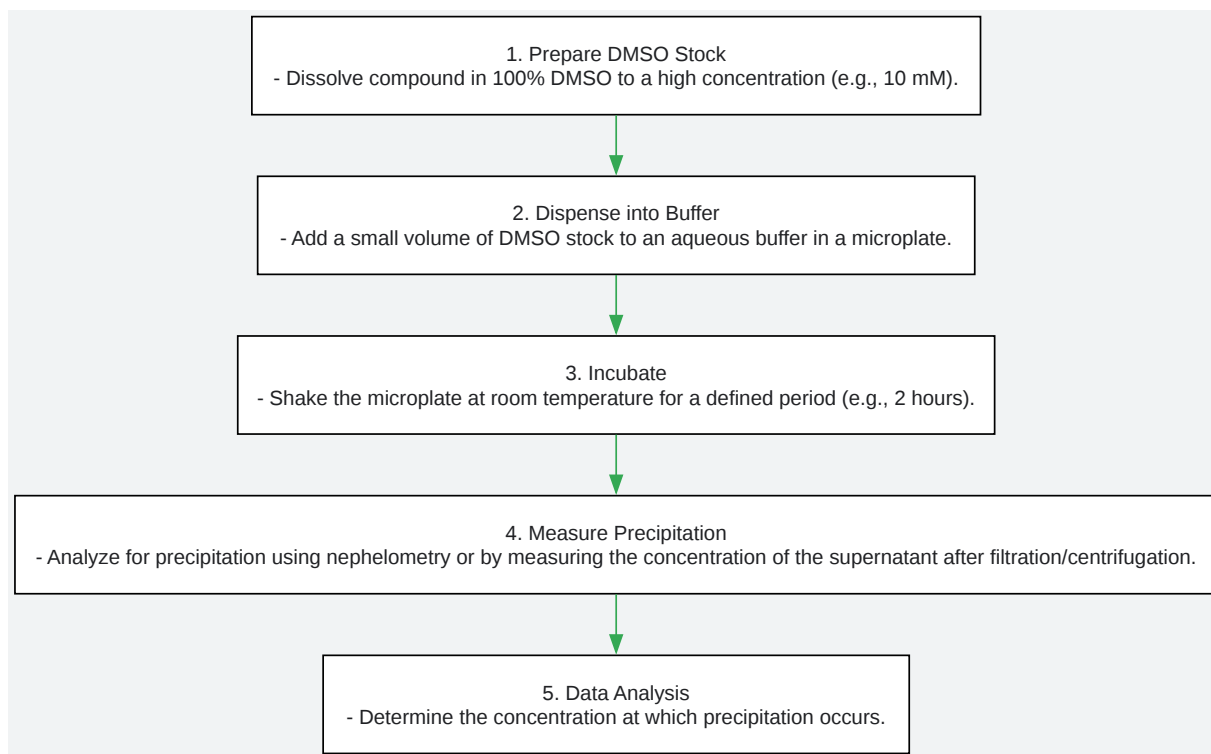 1. Prepare DMSO Stock
- Dissolve compound in 100% DMSO to a high concentration (e.g., 10 mM).
2. Dispense into Buffer
- Add a small volume of DMSO stock to an aqueous buffer in a microplate.
3. Incubate
- Shake the microplate at room temperature for a defined period (e.g., 2 hours).
4. Measure Precipitation
- Analyze for precipitation using nephelometry or by measuring the concentration of the supernatant after filtration/centrifugation.
5. Data Analysis
- Determine the concentration at which precipitation occurs.